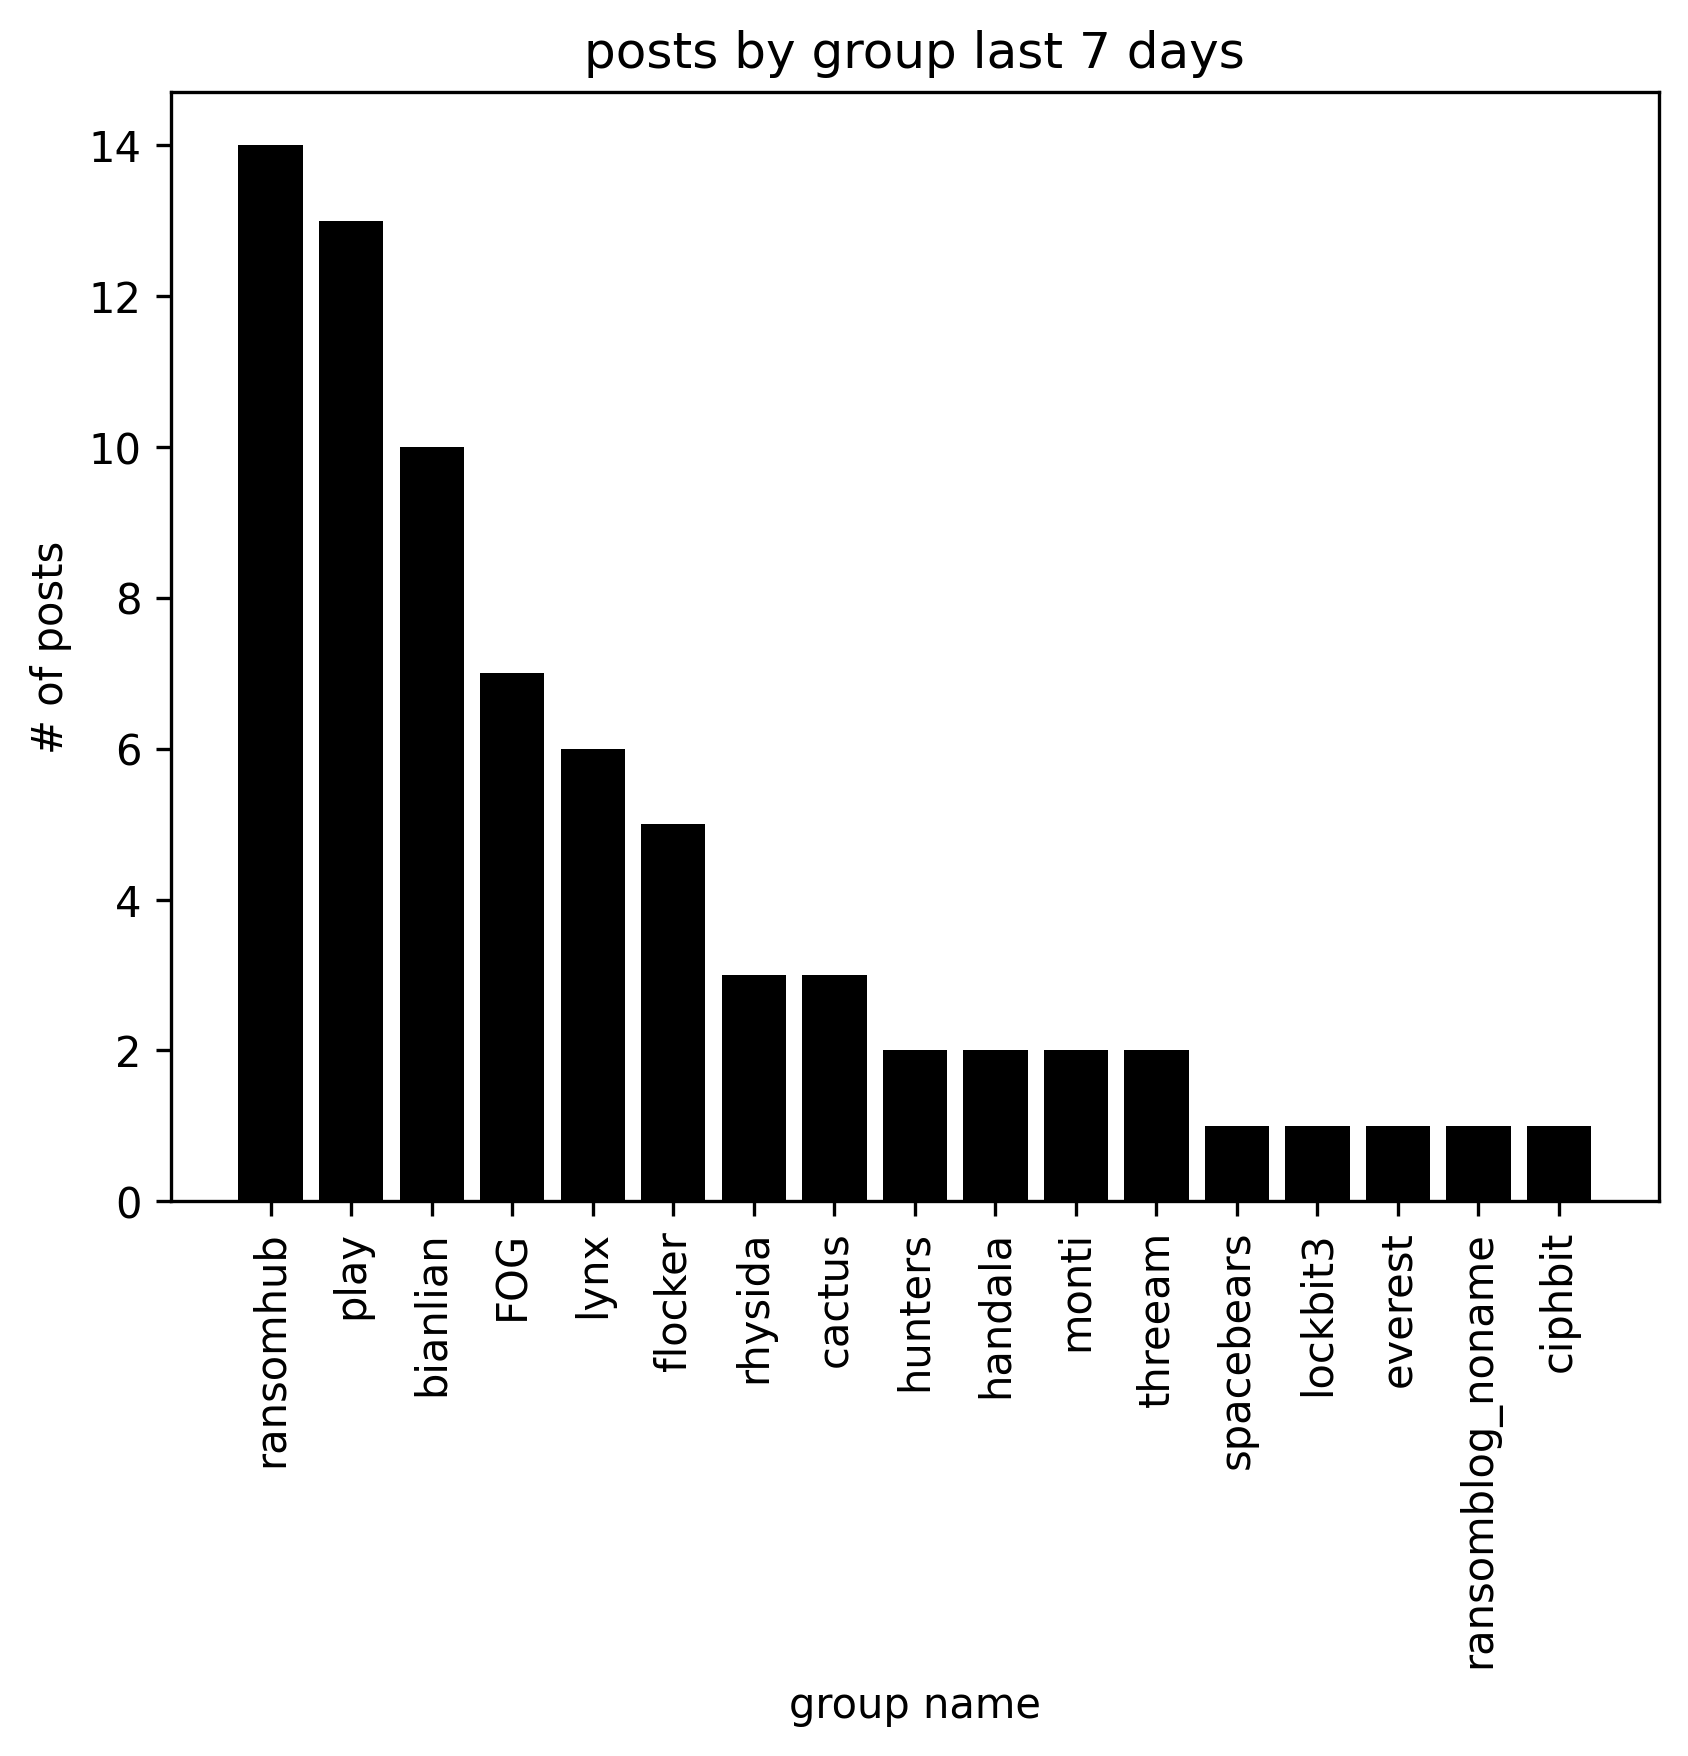 posts by group last 7 days
# of posts
14
12
10
8
6
4
2
0
ransomhub
play
bianlian
FOG
lynx
flocker
rhysida
cactus
hunters
handala
monti
threeam
spacebears
lockbit3
everest
ransomblog_noname
ciphbit
group name